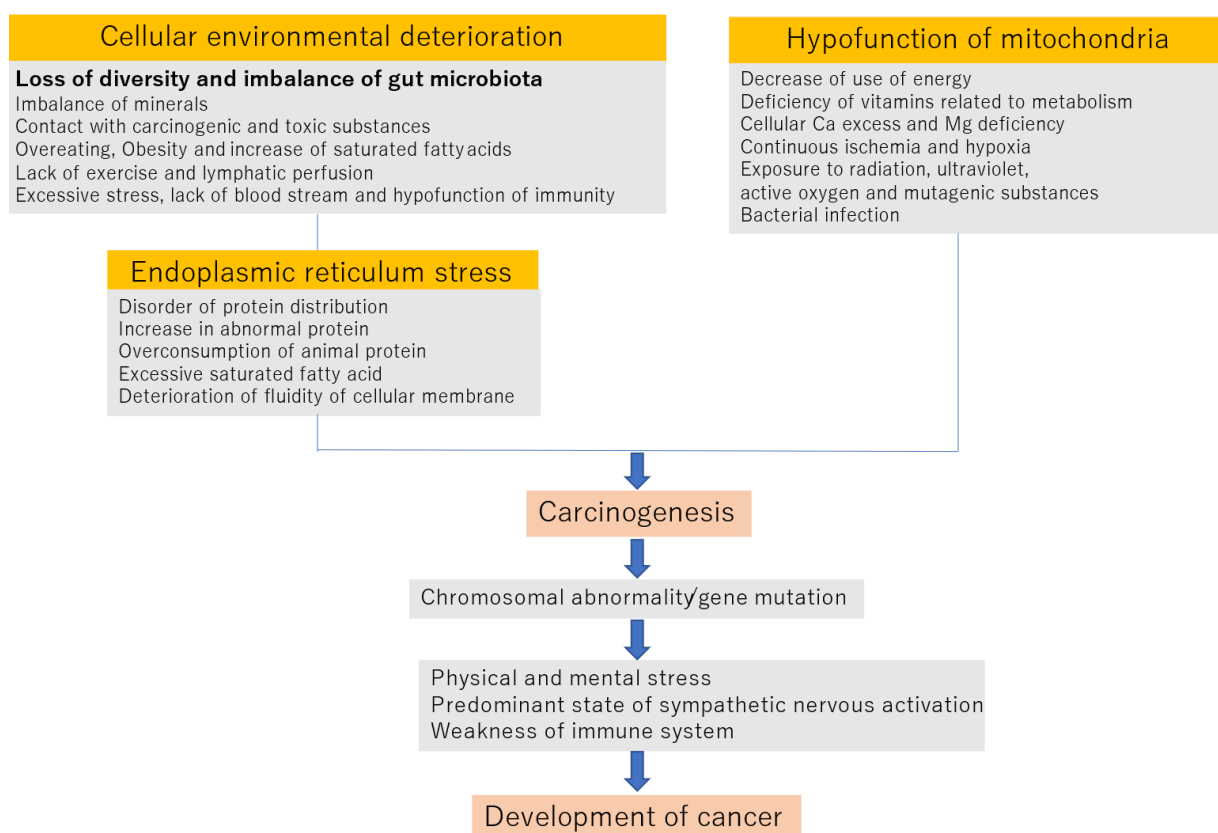 Cellular environmental deterioration
Loss of diversity and imbalance of gut microbiota
Imbalance of minerals
Contact with carcinogenic and toxic substances
Overeating, Obesity and increase of saturated fatty acids
Lack of exercise and lymphatic perfusion
Excessive stress, lack of blood stream and hypofunction of immunity
Hypofunction of mitochondria
Decrease of use of energy
Deficiency of vitamins related to metabolism
Cellular Ca excess and Mg deficiency
Continuous ischemia and hypoxia
Exposure to radiation, ultraviolet,
active oxygen and mutagenic substances
Bacterial infection
Endoplasmic reticulum stress
Disorder of protein distribution
Increase in abnormal protein
Overconsumption of animal protein
Excessive saturated fatty acid
Deterioration of fluidity of cellular membrane
Carcinogenesis
Chromosomal abnormality/gene mutation
Physical and mental stress
Predominant state of sympathetic nervous activation
Weakness of immune system
Development of cancer